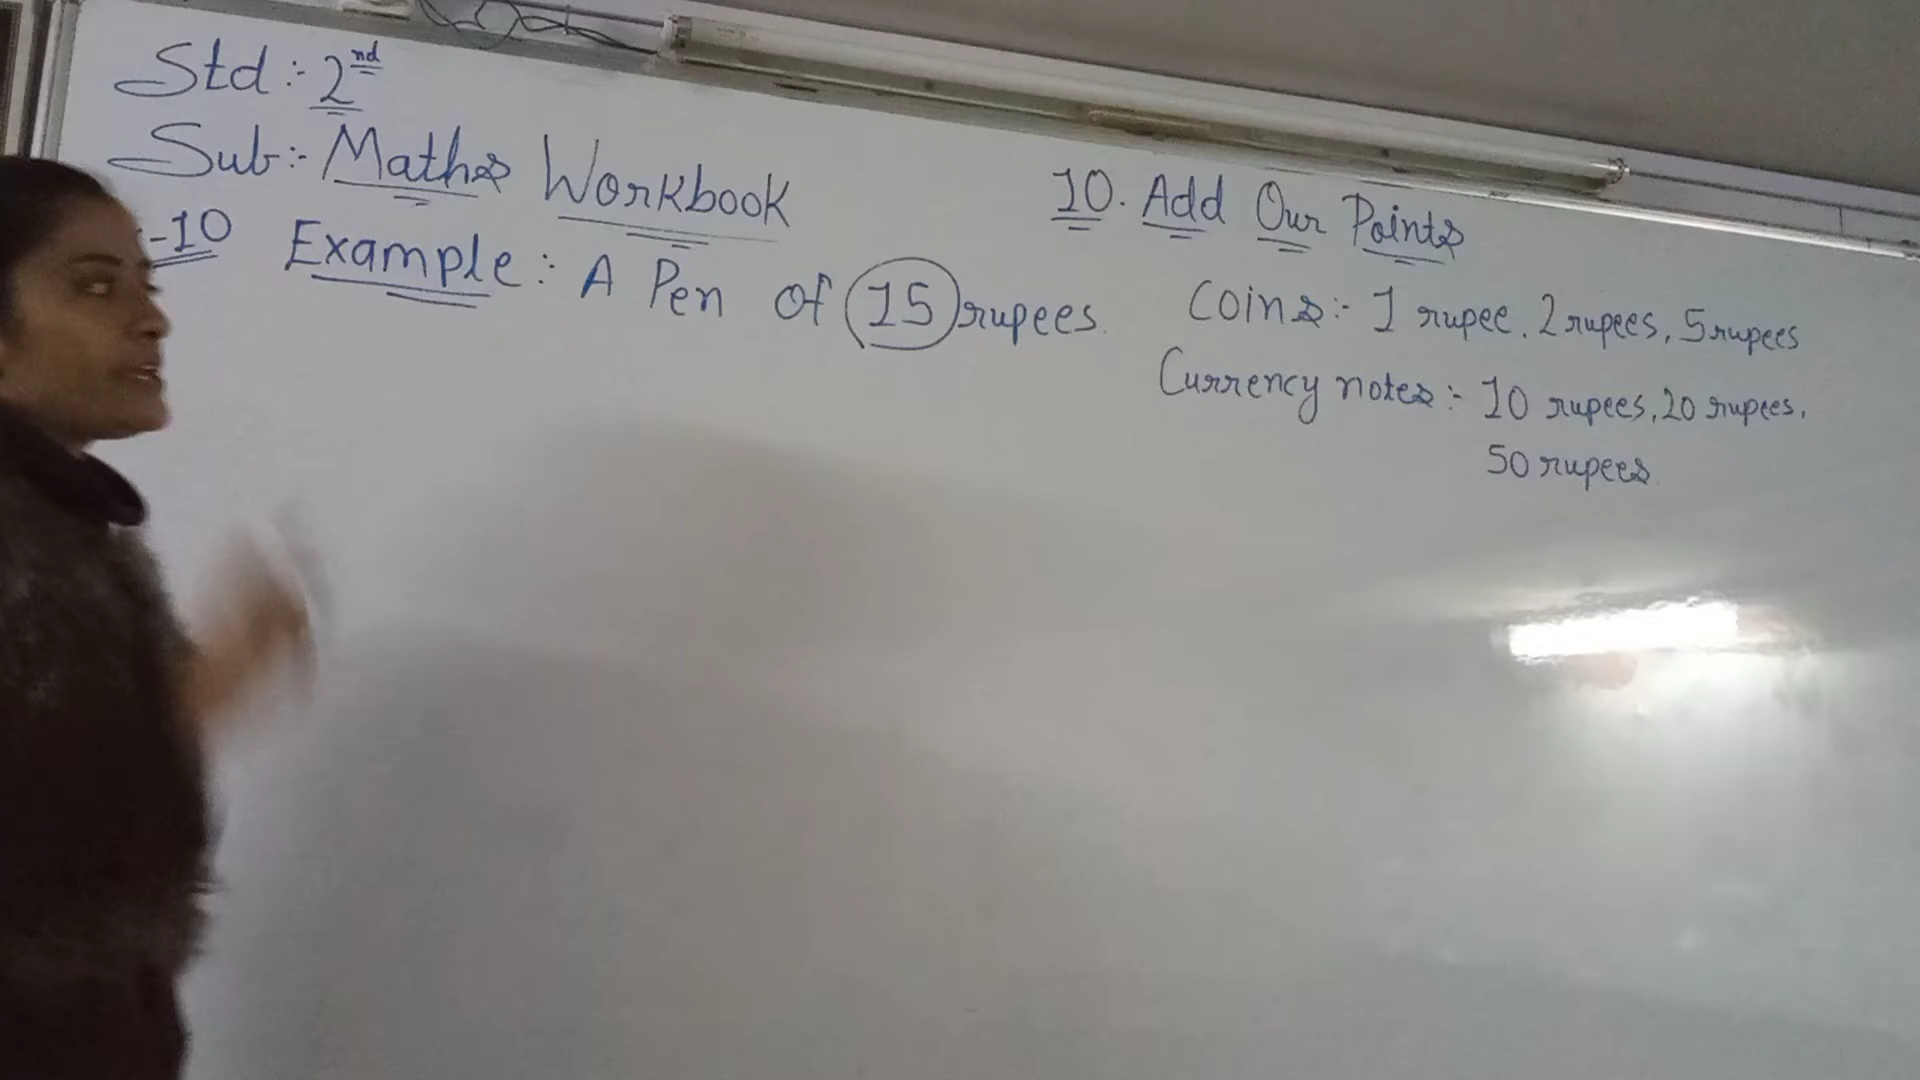 Std :- 2nd
Sub :- Maths Workbook
-10
Example : A Pen of 15 rupees.
10. Add Our Points
Coins :- 1 rupee, 2 rupees, 5 rupees
Currency notes :- 10 rupees, 20 rupees,
50 rupees.